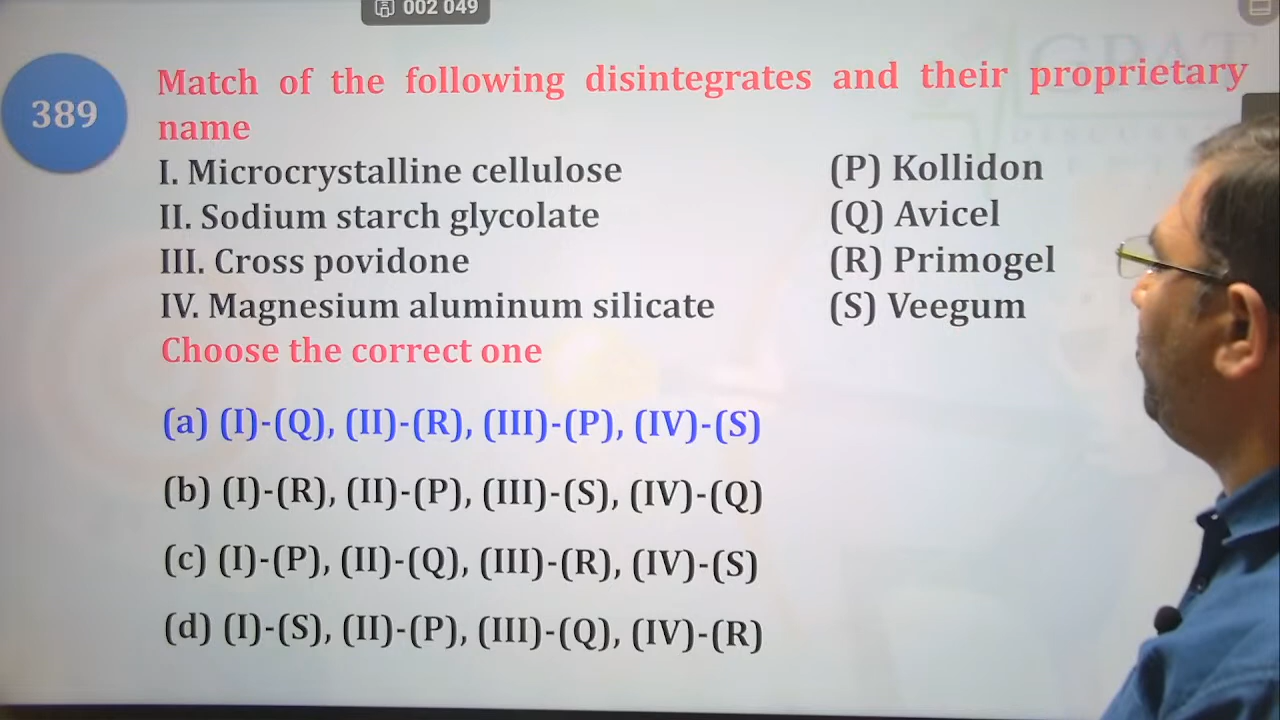 002 049
389
Match of the following disintegrates and their proprietary
name
I. Microcrystalline cellulose (P) Kollidon
II. Sodium starch glycolate (Q) Avicel
III. Cross povidone (R) Primogel
IV. Magnesium aluminum silicate (S) Veegum
Choose the correct one
(a) (I)-(Q), (II)-(R), (III)-(P), (IV)-(S)
(b) (I)-(R), (II)-(P), (III)-(S), (IV)-(Q)
(c) (I)-(P), (II)-(Q), (III)-(R), (IV)-(S)
(d) (I)-(S), (II)-(P), (III)-(Q), (IV)-(R)
GPAT